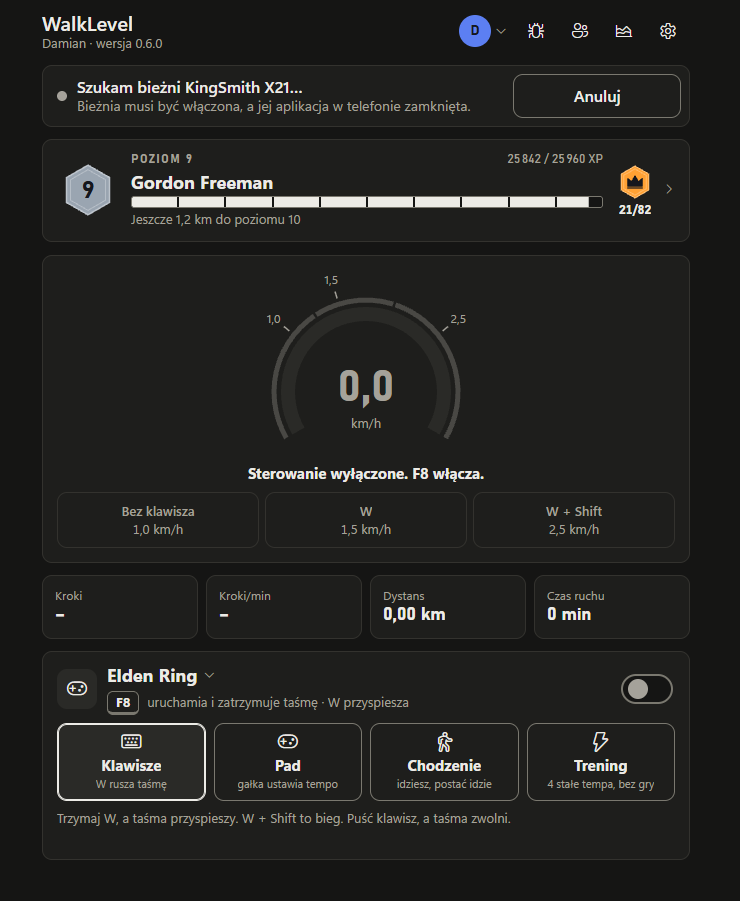 WalkLevel
Damian · wersja 0.6.0
D
Szukam bieżni KingSmith X21...
Bieżnia musi być włączona, a jej aplikacja w telefonie zamknięta.
Anuluj
9
POZIOM 9
25 842 / 25 960 XP
Gordon Freeman
Jeszcze 1,2 km do poziomu 10
21/82
1,5
1,0
2,5
0,0
km/h
Sterowanie wyłączone. F8 włącza.
Bez klawisza
1,0 km/h
W
1,5 km/h
W + Shift
2,5 km/h
Kroki
–
Kroki/min
–
Dystans
0,00 km
Czas ruchu
0 min
Elden Ring
F8 uruchamia i zatrzymuje taśmę · W przyspiesza
Klawisze
W rusza taśmę
Pad
gałka ustawia tempo
Chodzenie
idziesz, postać idzie
Trening
4 stałe tempa, bez gry
Trzymaj W, a taśma przyspieszy. W + Shift to bieg. Puść klawisz, a taśma zwolni.